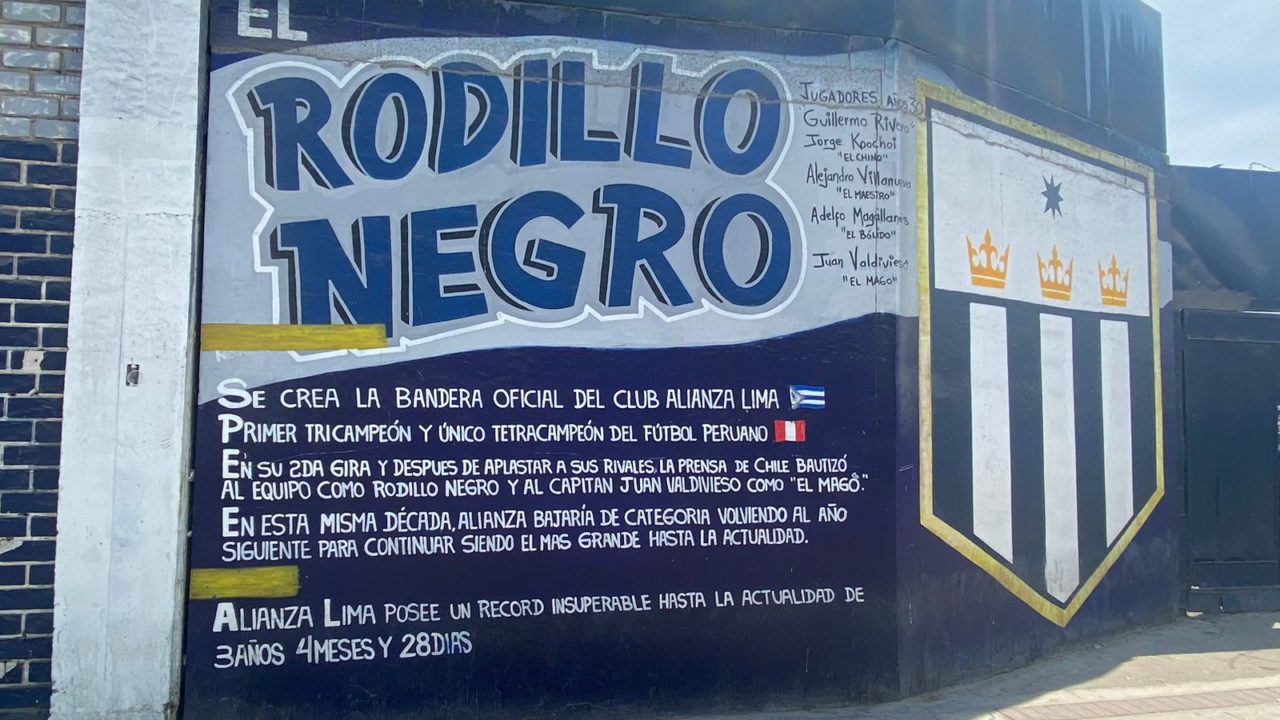 EL
RODILLO
NEGRO
JUGADORES AÑOS 30
Guillermo Rivero
Jorge Koochoi
"EL CHINO"
Alejandro Villanueva
"EL MAESTRO"
Adelfo Magallanes
"EL BÓLIDO"
Juan Valdivieso
"EL MAGO"
SE CREA LA BANDERA OFICIAL DEL CLUB ALIANZA LIMA
PRIMER TRICAMPEÓN Y ÚNICO TETRACAMPEÓN DEL FÚTBOL PERUANO
EN SU 2DA GIRA Y DESPUES DE APLASTAR A SUS RIVALES, LA PRENSA DE CHILE BAUTIZÓ
AL EQUIPO COMO RODILLO NEGRO Y AL CAPITAN JUAN VALDIVIESO COMO "EL MAGO."
EN ESTA MISMA DÉCADA, ALIANZA BAJARÍA DE CATEGORIA VOLVIENDO AL AÑO
SIGUIENTE PARA CONTINUAR SIENDO EL MAS GRANDE HASTA LA ACTUALIDAD.
ALIANZA LIMA POSEE UN RECORD INSUPERABLE HASTA LA ACTUALIDAD DE
3AÑOS 4MESES Y 28DIAS